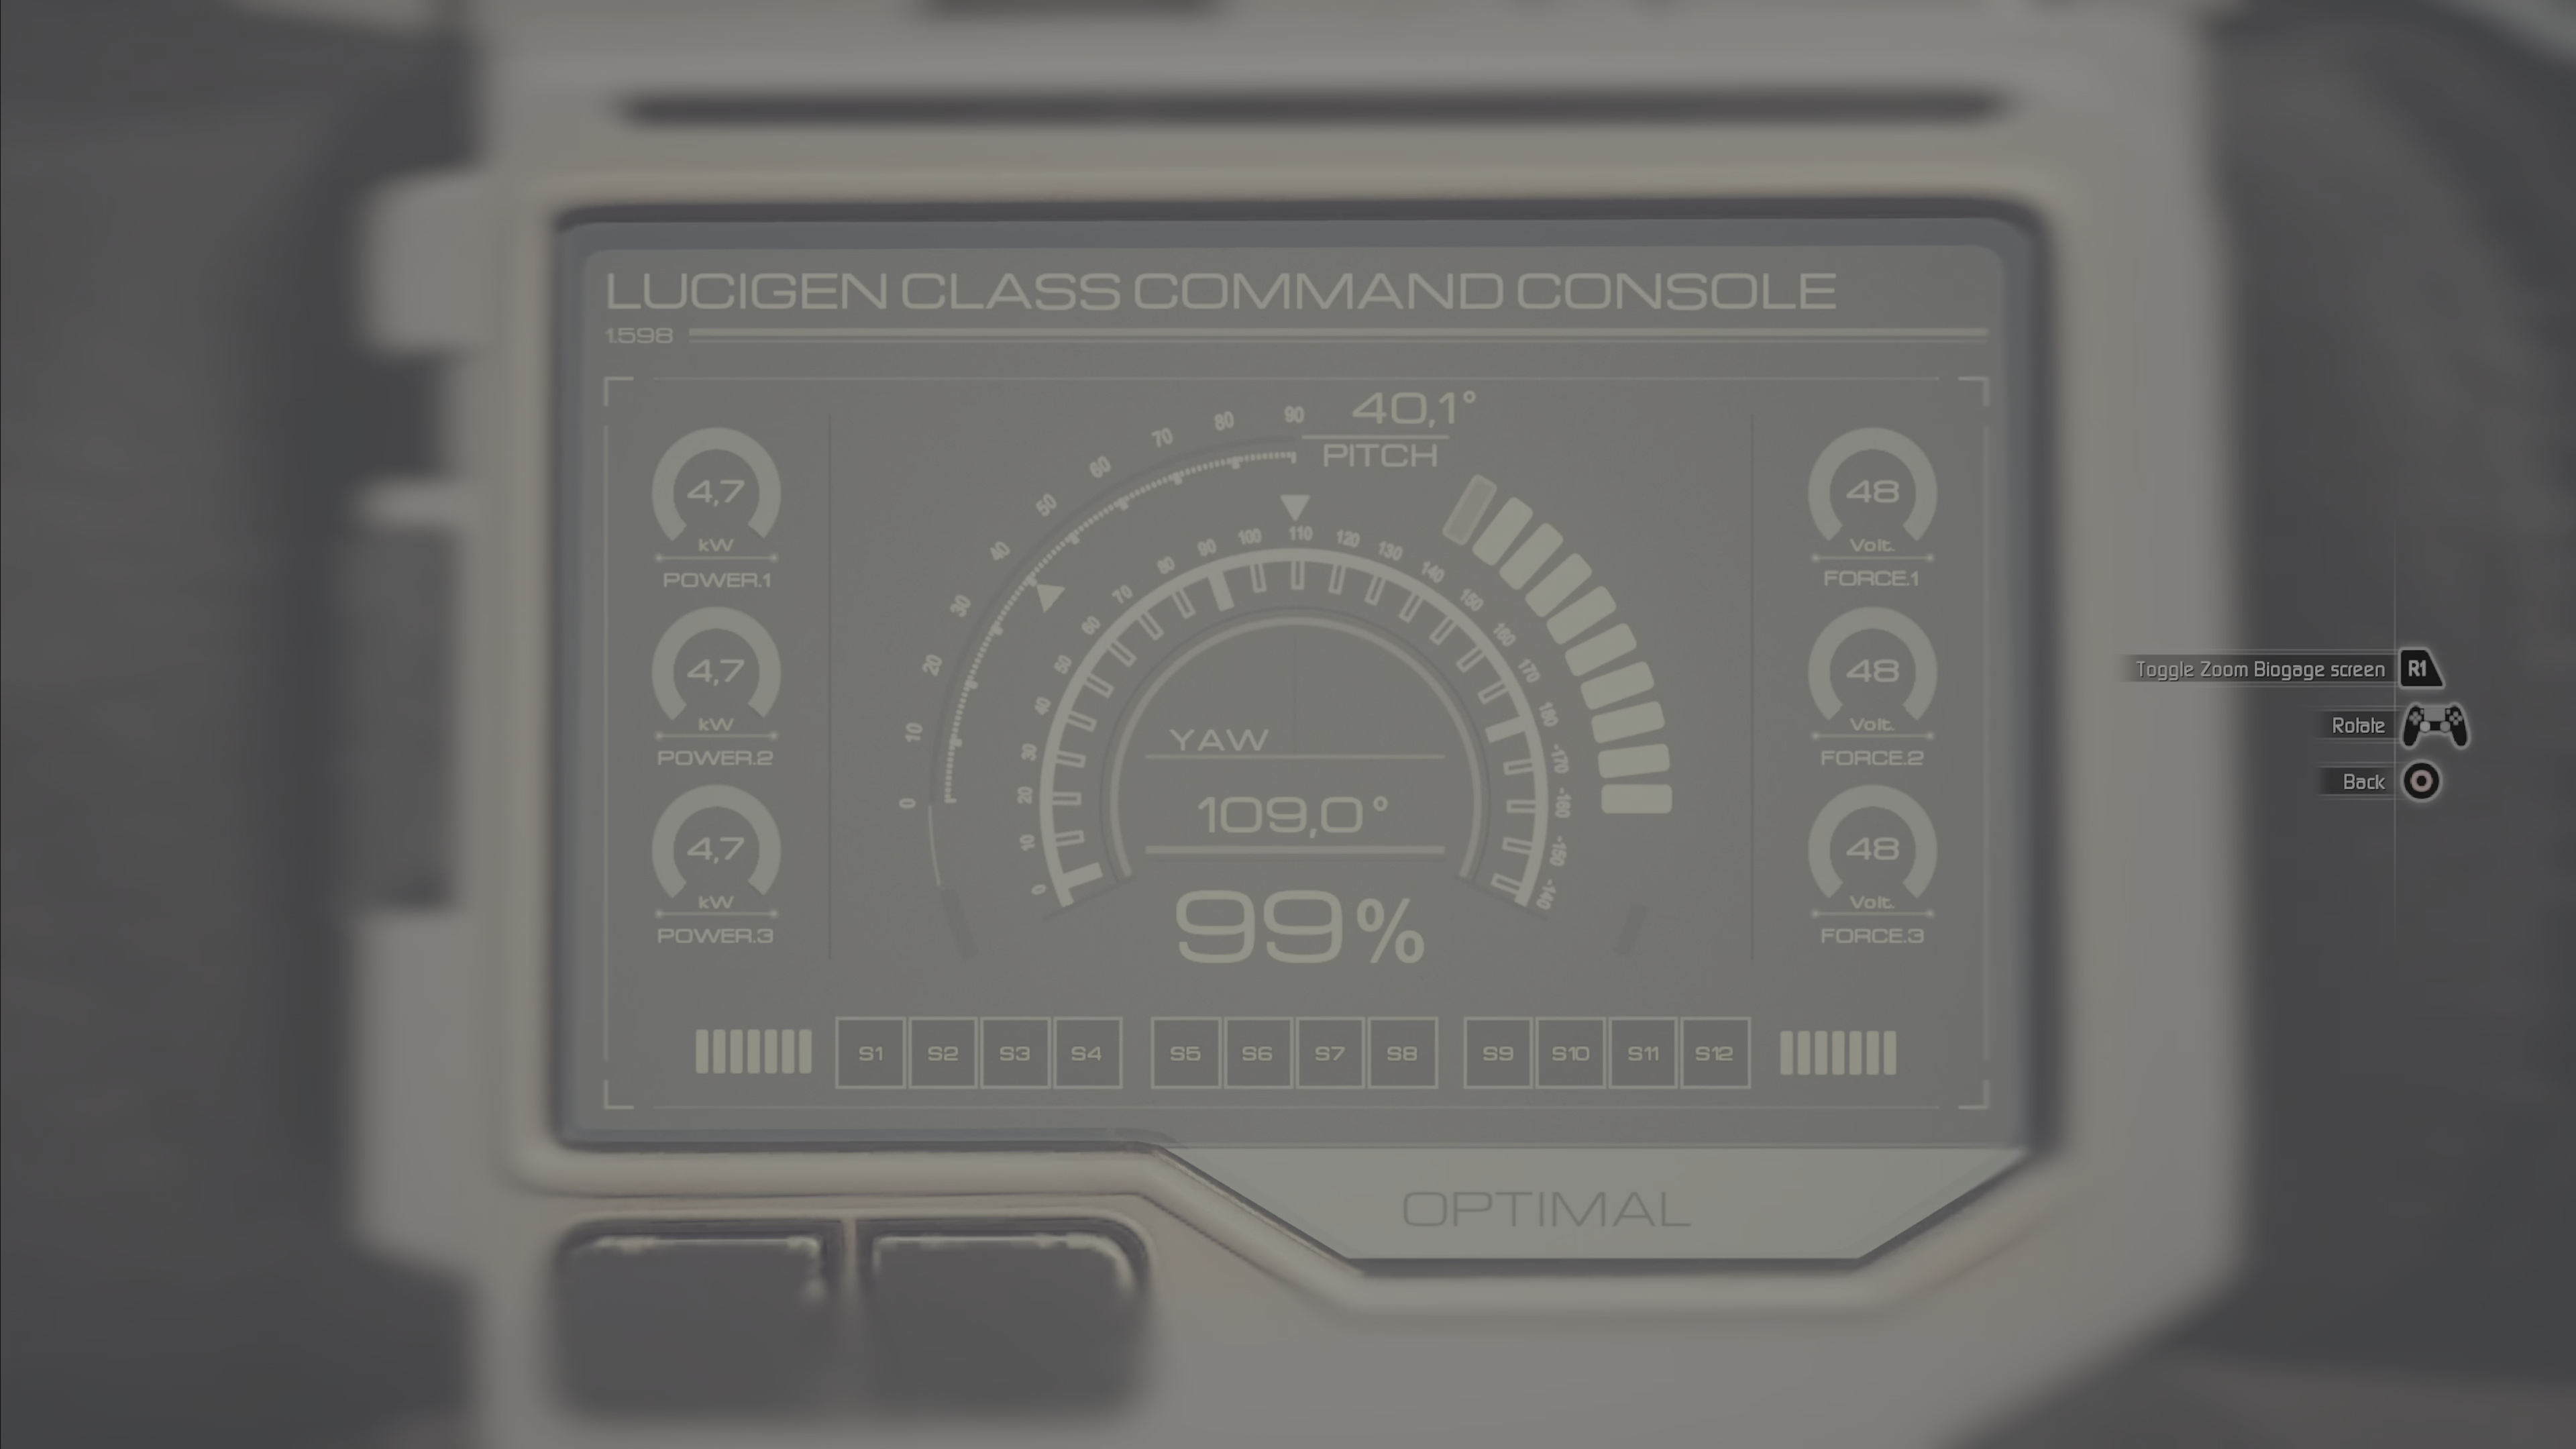 LUCIGEN CLASS COMMAND CONSOLE
1.598
40,1°
PITCH
0 10 20 30 40 50 60 70 80 90
0 10 20 30 40 50 60 70 80 90 100 110 120 130 140 150 160 170 180 -170 -160 -150 -140
4,7
kW
POWER.1
4,7
kW
POWER.2
4,7
kW
POWER.3
YAW
109,0°
99%
48
Volt.
FORCE.1
48
Volt.
FORCE.2
48
Volt.
FORCE.3
S1 S2 S3 S4 S5 S6 S7 S8 S9 S10 S11 S12
OPTIMAL
Toggle Zoom Biogage screen R1
Rotate
Back